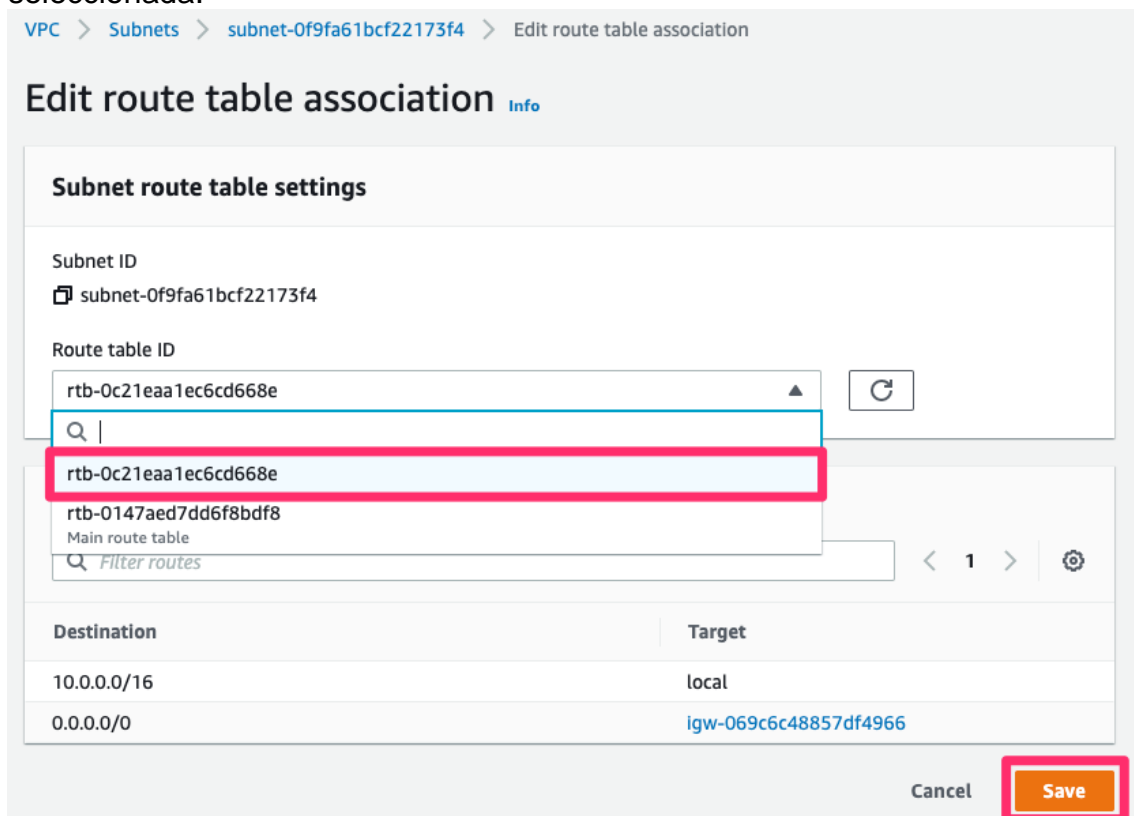 seleccionada.
VPC > Subnets > subnet-0f9fa61bcf22173f4 > Edit route table association
Edit route table association Info
Subnet route table settings
Subnet ID
subnet-0f9fa61bcf22173f4
Route table ID
rtb-0c21eaa1ec6cd668e
rtb-0c21eaa1ec6cd668e
rtb-0147aed7dd6f8bdf8
Main route table
Filter routes < 1 >
Destination Target
10.0.0.0/16 local
0.0.0.0/0 igw-069c6c48857df4966
Cancel Save